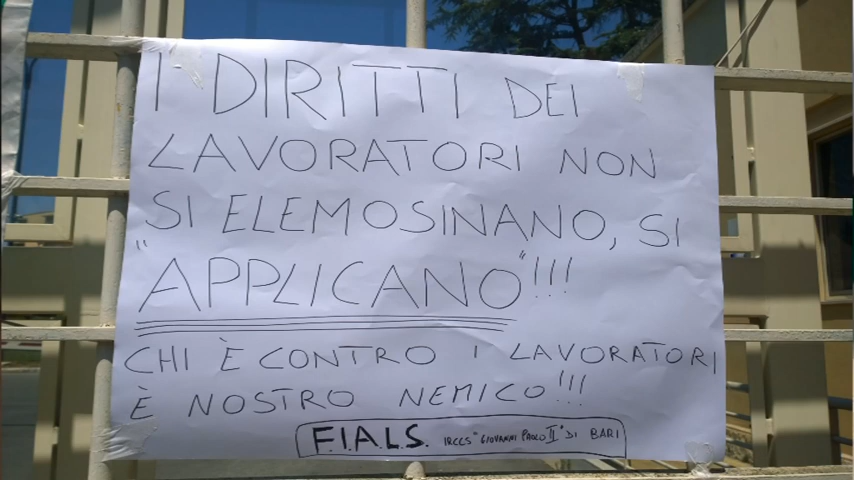 I DIRITTI DEI
LAVORATORI NON
SI ELEMOSINANO, SI
"APPLICANO"!!!
CHI È CONTRO I LAVORATORI
È NOSTRO NEMICO!!!
F.I.A.L.S. IRCCS "GIOVANNI PAOLO II" DI BARI